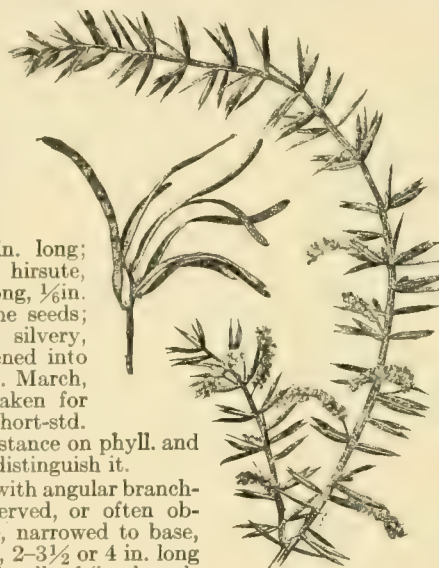 in. long;
hirsute,
ong, 1⁄6in.
ne seeds;
silvery,
ened into
. March,
aken for
hort-std.
stance on phyll. and
distinguish it.
with angular branch-
erved, or often ob-
, narrowed to base,
, 2–3½ or 4 in. long